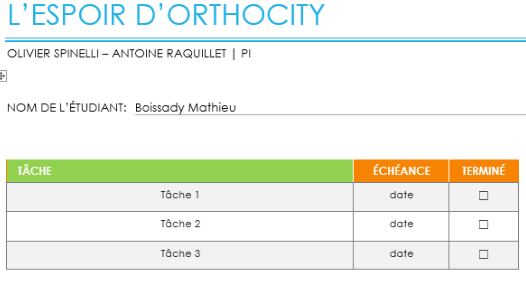 L'ESPOIR D'ORTHOCITY
OLIVIER SPINELLI – ANTOINE RAQUILLET | PI
NOM DE L'ÉTUDIANT: Boissady Mathieu
TÂCHE ÉCHÉANCE TERMINÉ
Tâche 1 date ☐
Tâche 2 date ☐
Tâche 3 date ☐